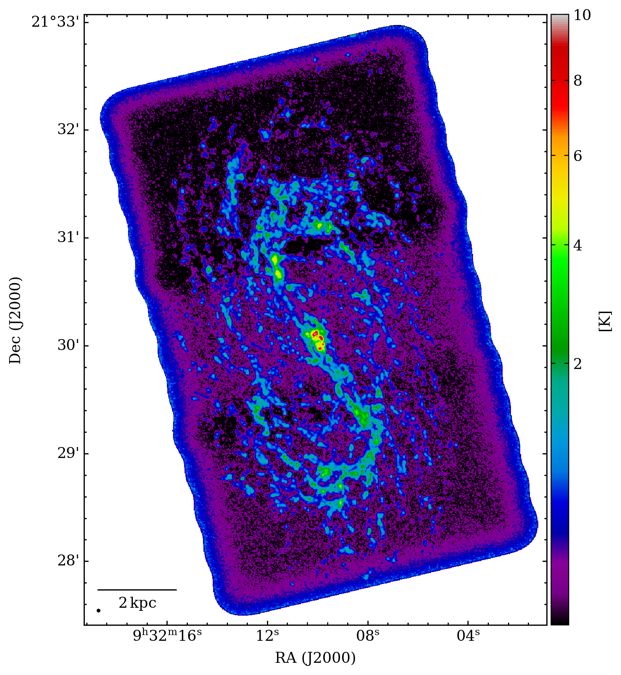 21°33'
32'
31'
30'
29'
28'
Dec (J2000)
2 kpc
9ʰ32ᵐ16ˢ
12ˢ
08ˢ
04ˢ
RA (J2000)
10
8
6
4
2
[K]